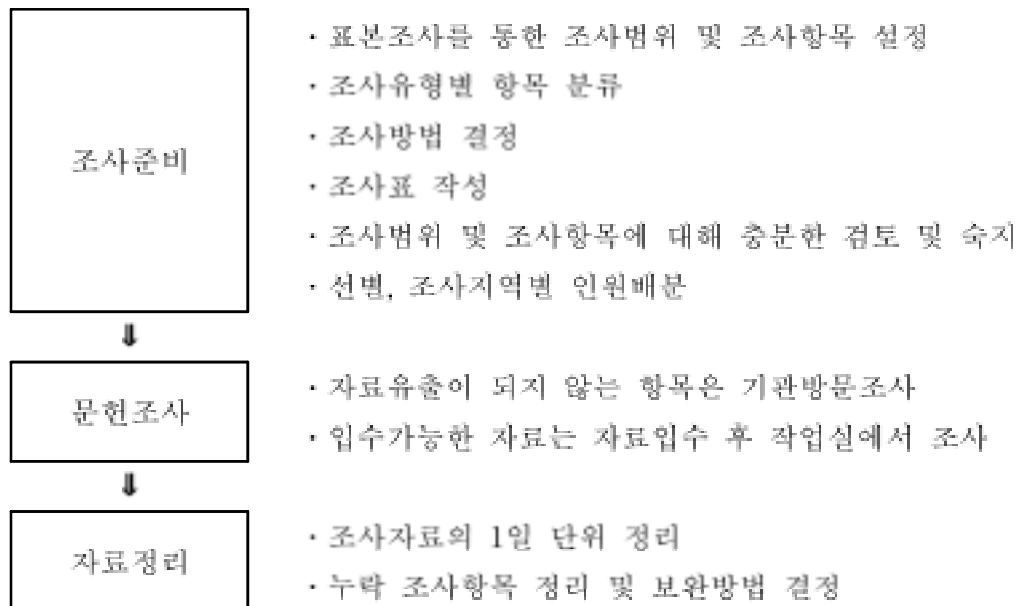 · 표본조사를 통한 조사범위 및 조사항목 설정
· 조사유형별 항목 분류
· 조사방법 결정
조사준비
· 조사표 작성
· 조사범위 및 조사항목에 대해 충분한 검토 및 숙지
· 선별, 조사지역별 인원배분
⇓
문헌조사
· 자료유출이 되지 않는 항목은 기관방문조사
· 입수가능한 자료는 자료입수 후 작업실에서 조사
⇓
자료정리
· 조사자료의 1일 단위 정리
· 누락 조사항목 정리 및 보완방법 결정